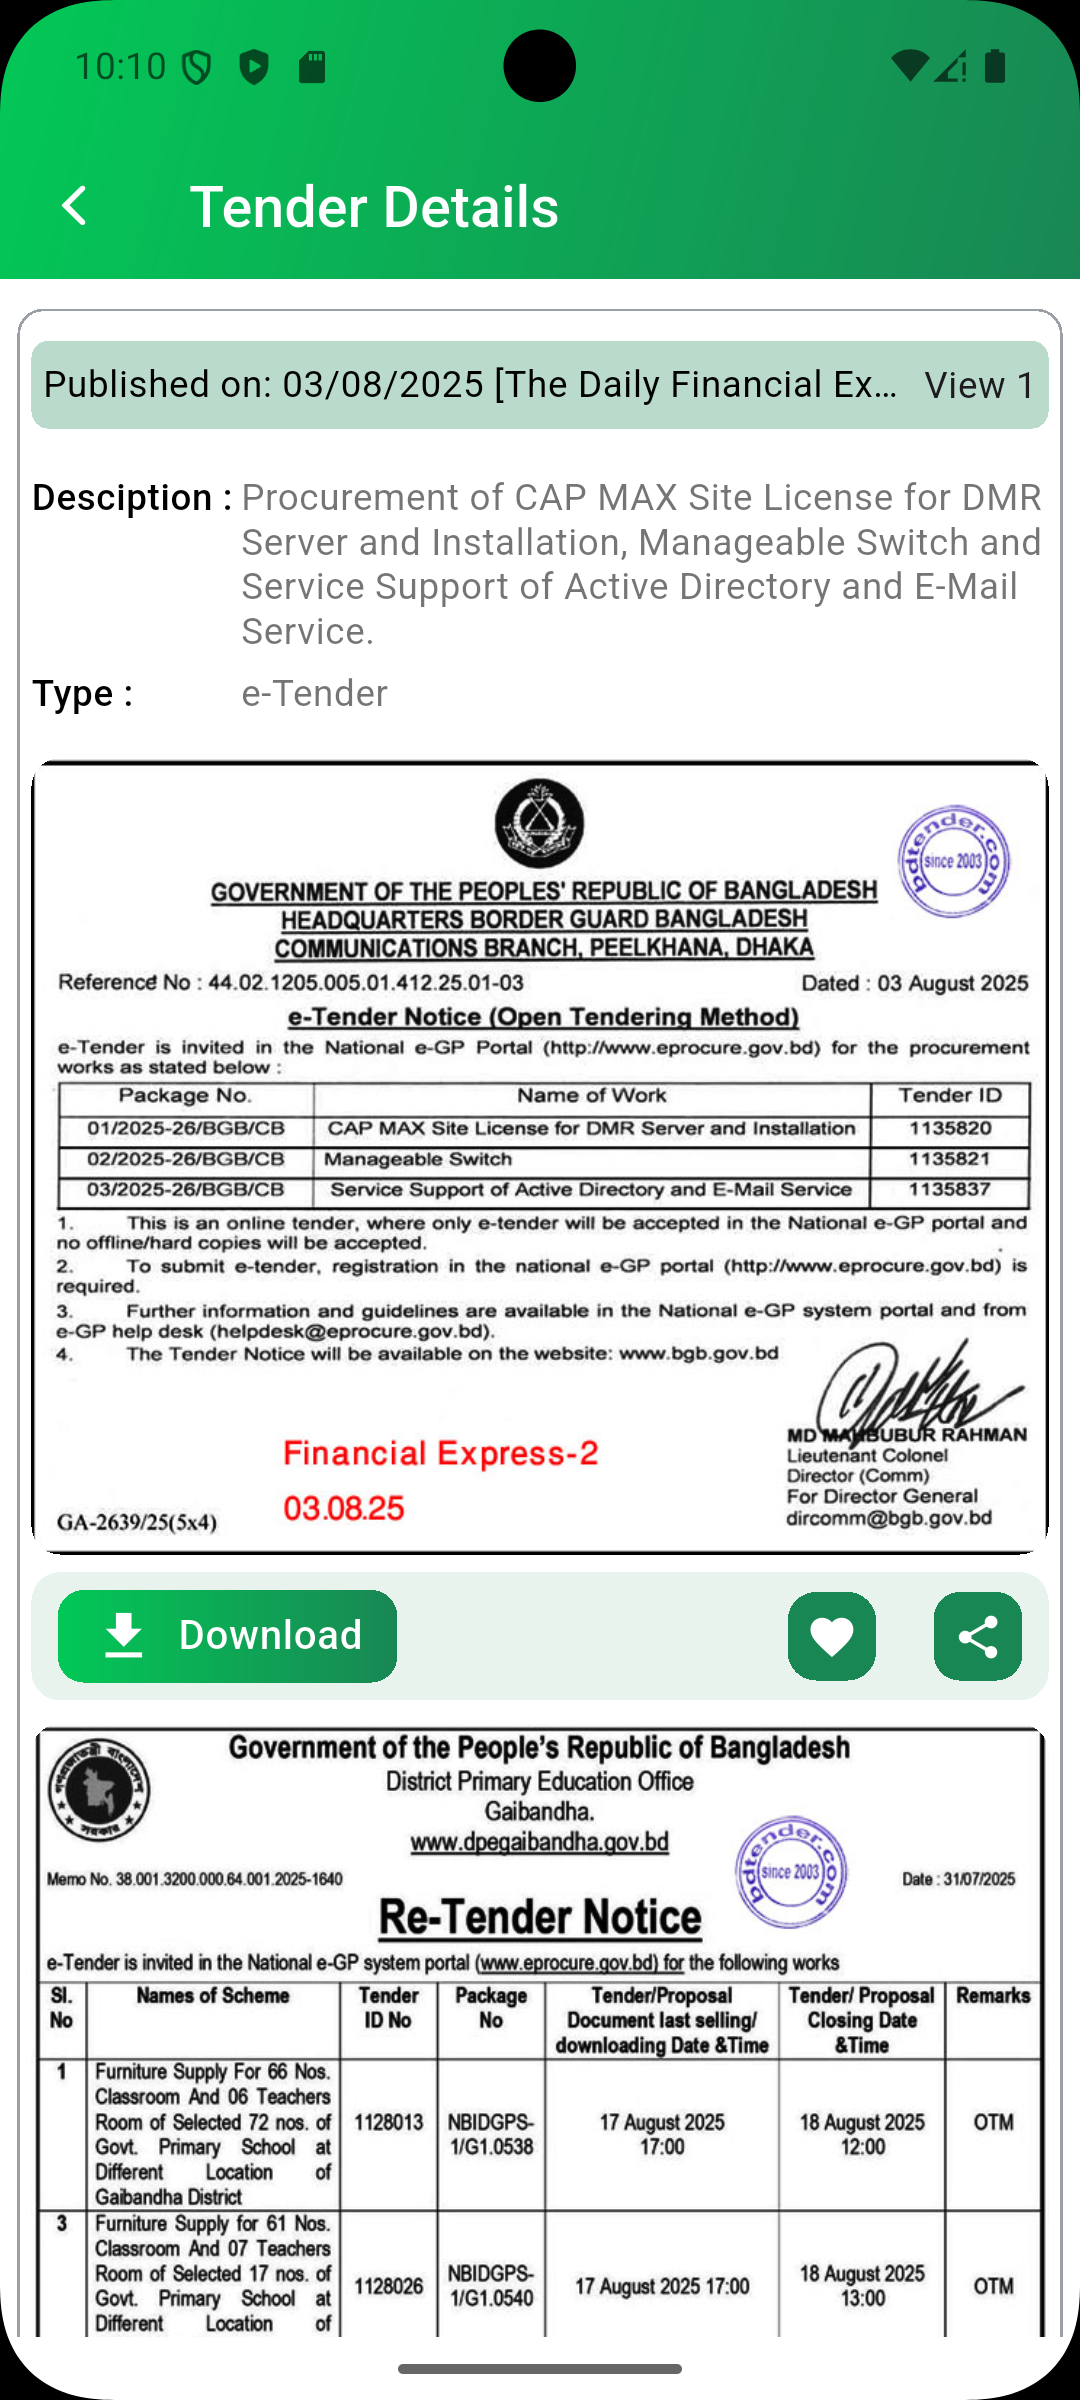 10:10
Tender Details
Published on: 03/08/2025 [The Daily Financial Ex... View 1
Desciption : Procurement of CAP MAX Site License for DMR
Server and Installation, Manageable Switch and
Service Support of Active Directory and E-Mail
Service.
Type : e-Tender
bdtender.com
since 2003
GOVERNMENT OF THE PEOPLES' REPUBLIC OF BANGLADESH
HEADQUARTERS BORDER GUARD BANGLADESH
COMMUNICATIONS BRANCH, PEELKHANA, DHAKA
Reference No : 44.02.1205.005.01.412.25.01-03 Dated : 03 August 2025
e-Tender Notice (Open Tendering Method)
e-Tender is invited in the National e-GP Portal (http://www.eprocure.gov.bd) for the procurement
works as stated below :
Package No. Name of Work Tender ID
01/2025-26/BGB/CB CAP MAX Site License for DMR Server and Installation 1135820
02/2025-26/BGB/CB Manageable Switch 1135821
03/2025-26/BGB/CB Service Support of Active Directory and E-Mail Service 1135837
1. This is an online tender, where only e-tender will be accepted in the National e-GP portal and
no offline/hard copies will be accepted.
2. To submit e-tender, registration in the national e-GP portal (http://www.eprocure.gov.bd) is
required.
3. Further information and guidelines are available in the National e-GP system portal and from
e-GP help desk (helpdesk@eprocure.gov.bd).
4. The Tender Notice will be available on the website: www.bgb.gov.bd
MD MAHBUBUR RAHMAN
Lieutenant Colonel
Director (Comm)
For Director General
dircomm@bgb.gov.bd
Financial Express-2
03.08.25
GA-2639/25(5x4)
Download
গণপ্রজাতন্ত্রী বাংলাদেশ
সরকার
Government of the People's Republic of Bangladesh
District Primary Education Office
Gaibandha.
www.dpegaibandha.gov.bd
bdtender.com
since 2003
Memo No. 38.001.3200.000.64.001.2025-1640 Date : 31/07/2025
Re-Tender Notice
e-Tender is invited in the National e-GP system portal (www.eprocure.gov.bd) for the following works
Sl. Names of Scheme Tender Package Tender/Proposal Tender/ Proposal Remarks
No ID No No Document last selling/ Closing Date
downloading Date &Time &Time
1 Furniture Supply For 66 Nos.
Classroom And 06 Teachers
Room of Selected 72 nos. of 1128013 NBIDGPS- 17 August 2025 18 August 2025 OTM
Govt. Primary School at 1/G1.0538 17:00 12:00
Different Location of
Gaibandha District
3 Furniture Supply for 61 Nos.
Classroom And 07 Teachers
Room of Selected 17 nos. of 1128026 NBIDGPS- 17 August 2025 17:00 18 August 2025 OTM
Govt. Primary School at 1/G1.0540 13:00
Different Location of